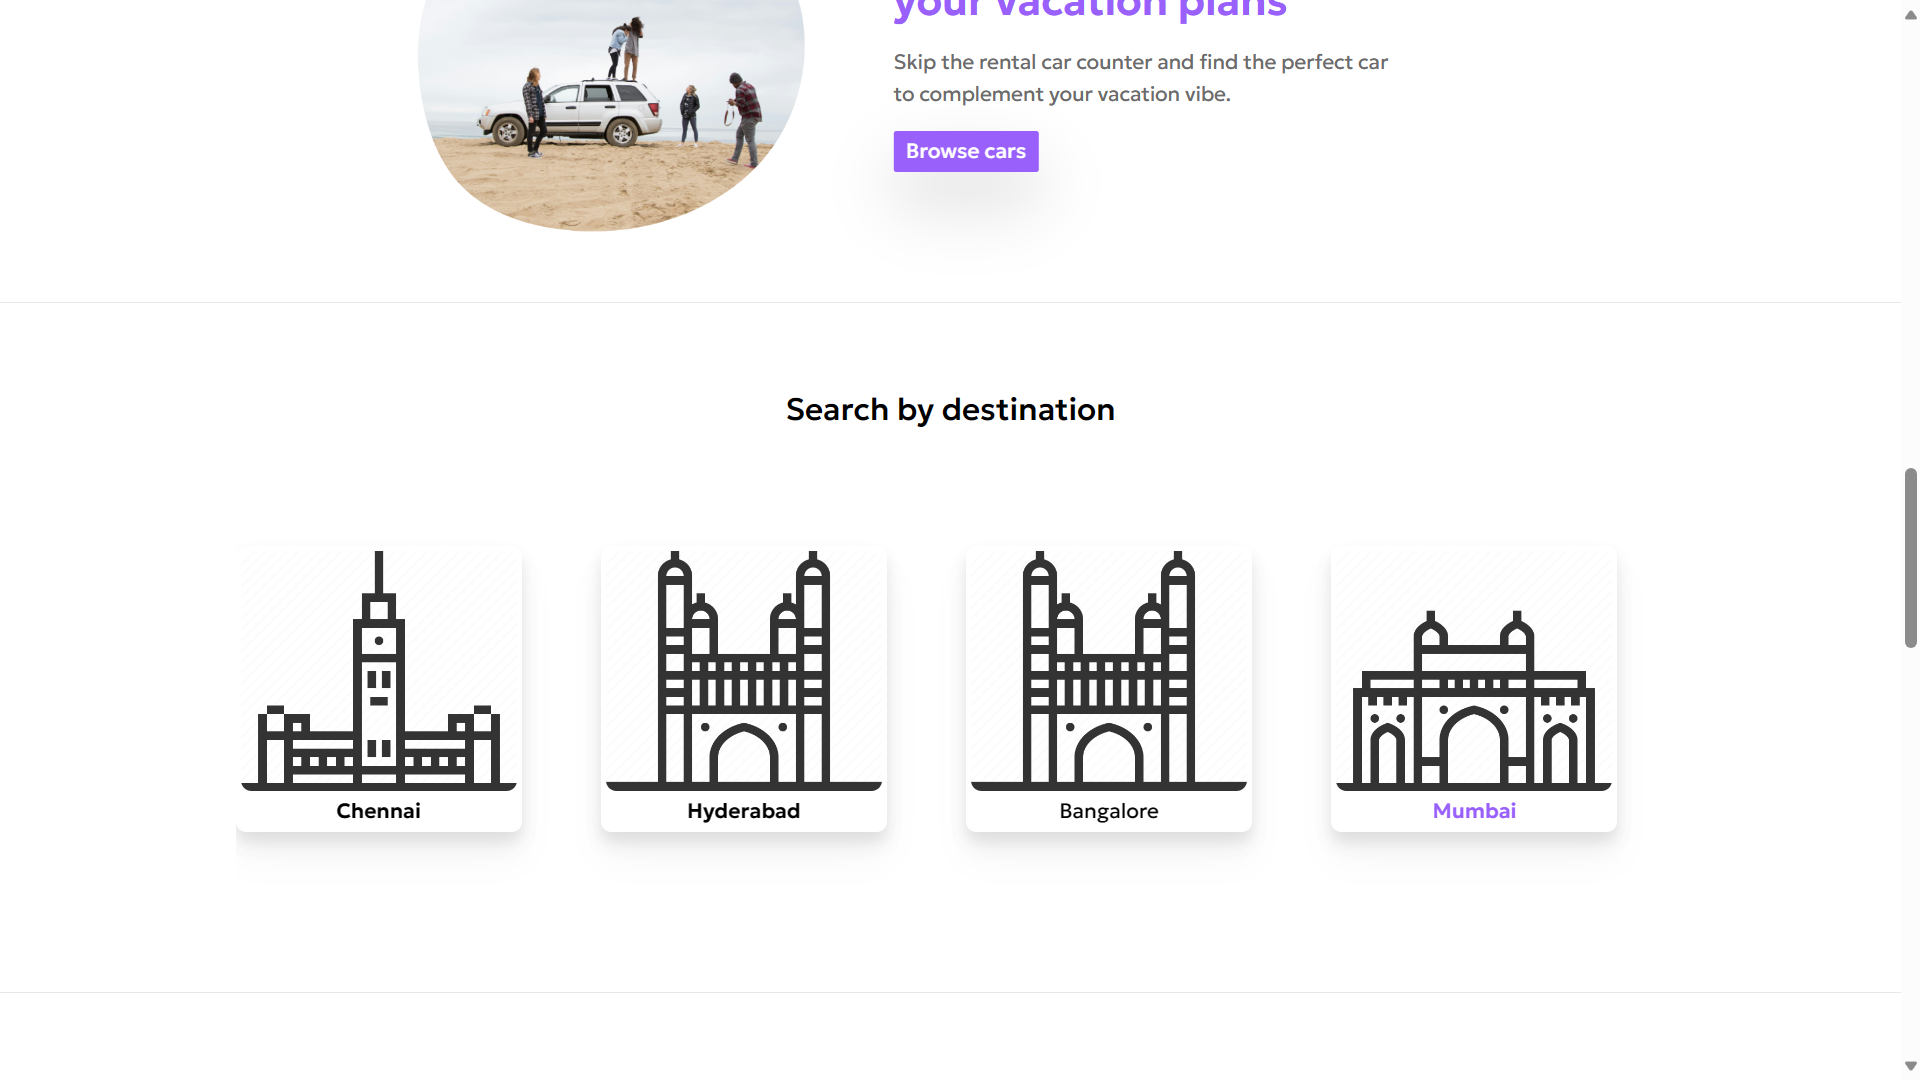 your vacation plans
Skip the rental car counter and find the perfect car
to complement your vacation vibe.
Browse cars
Search by destination
Chennai
Hyderabad
Bangalore
Mumbai